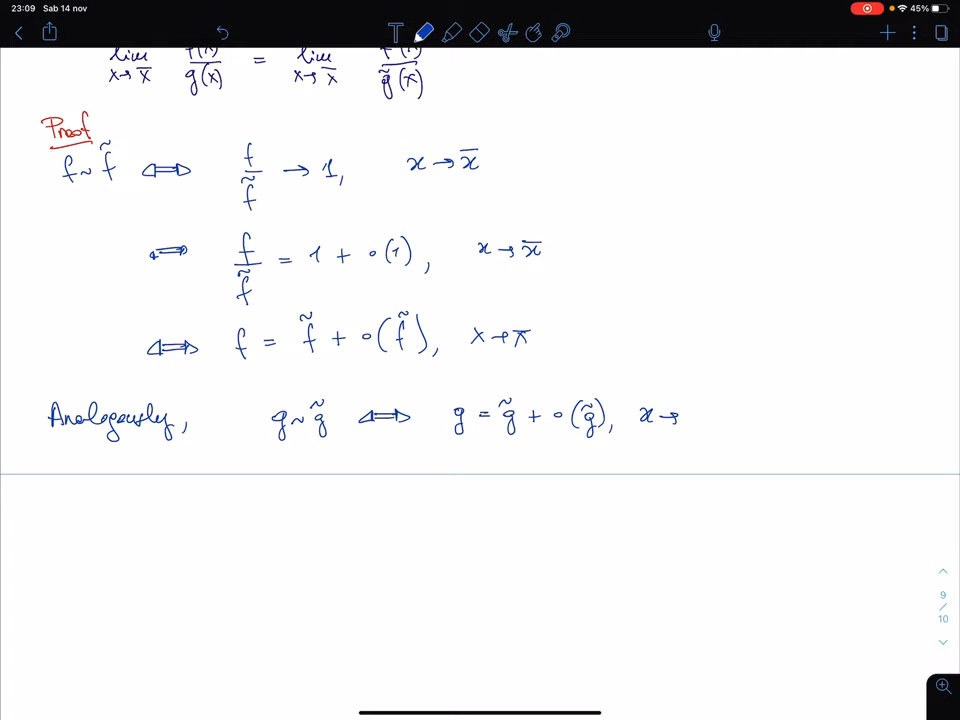 23:09 Sab 14 nov 45%
lim x→x̄ f(x)/g(x) = lim x→x̄ f̃(x)/g̃(x)
Proof
f ~ f̃ ⟺ f/f̃ → 1, x → x̄
⟺ f/f̃ = 1 + o(1), x → x̄
⟺ f = f̃ + o(f̃), x → x̄
Analogously, g ~ g̃ ⟺ g = g̃ + o(g̃), x →
9
/
10